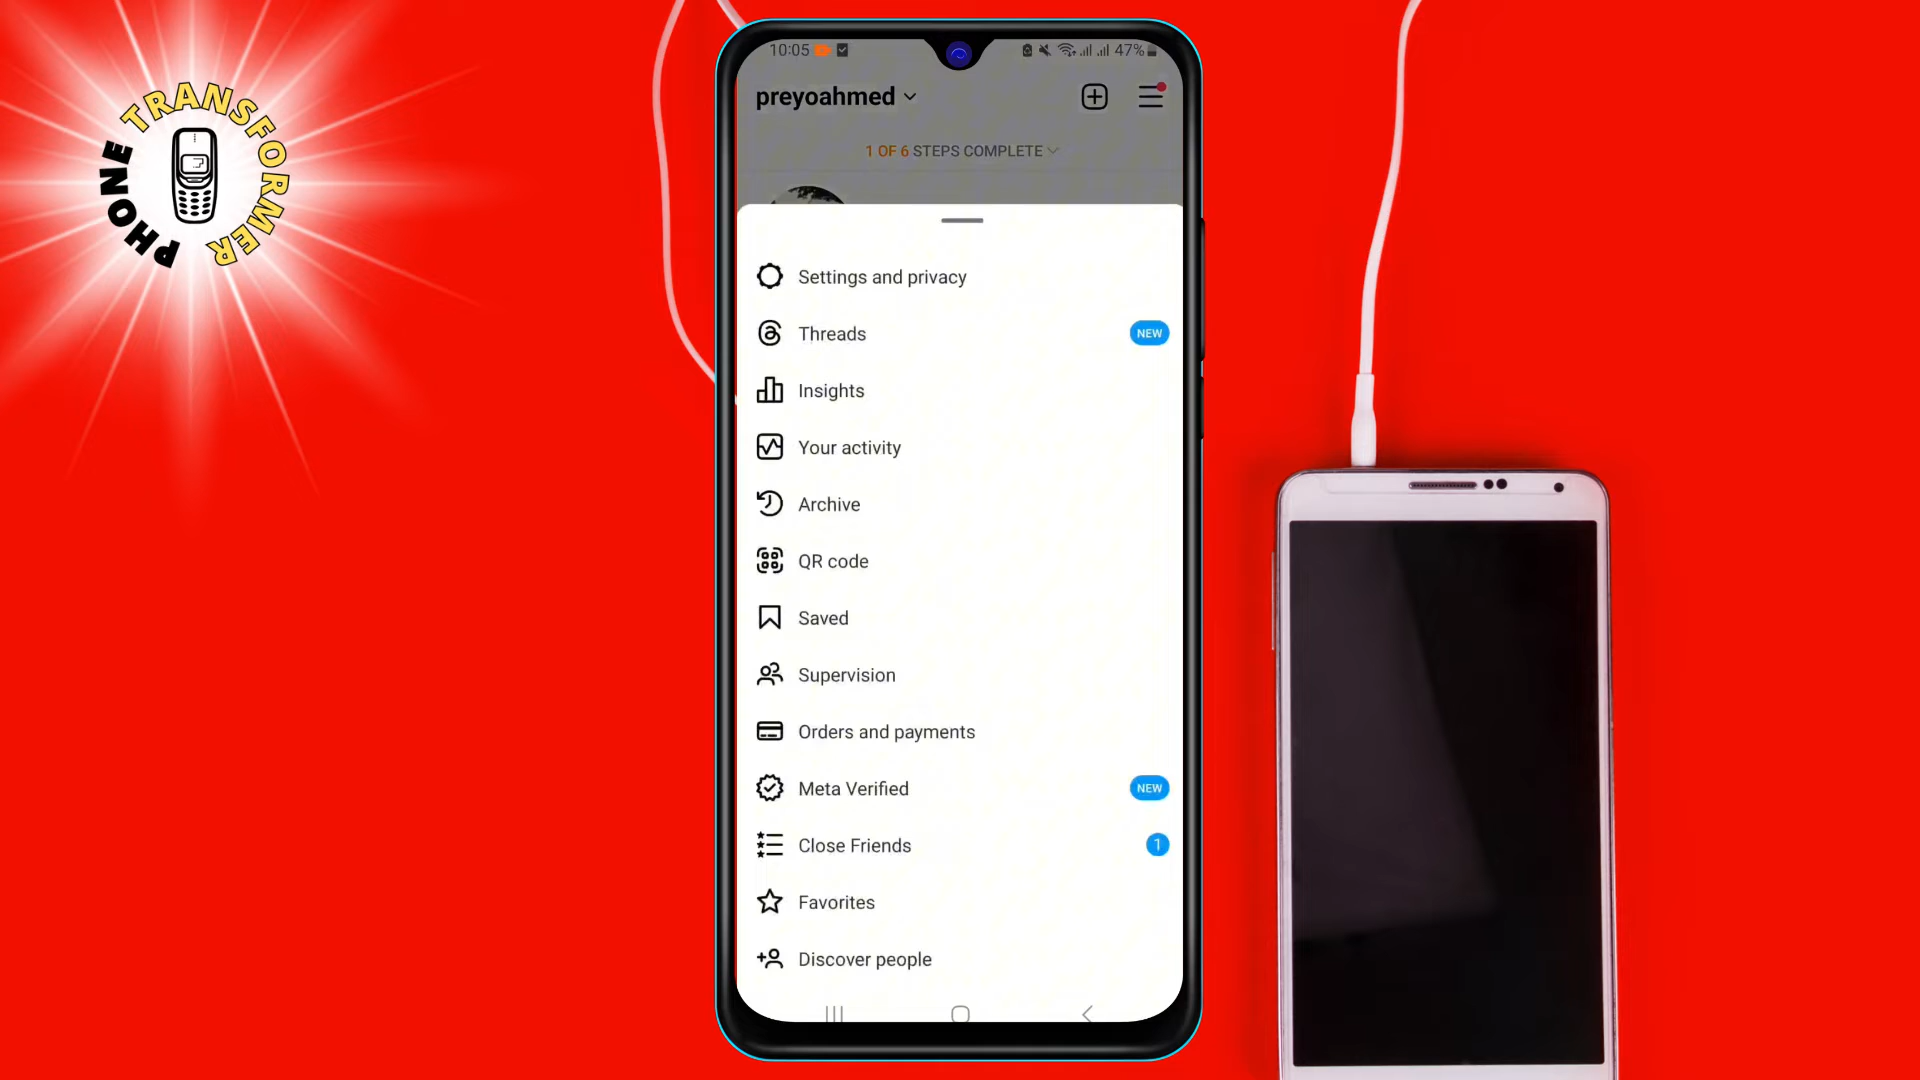 PHONE TRANSFORMER
10:05
47%
preyoahmed
1 OF 6 STEPS COMPLETE
Settings and privacy
Threads NEW
Insights
Your activity
Archive
QR code
Saved
Supervision
Orders and payments
Meta Verified NEW
Close Friends 1
Favorites
Discover people